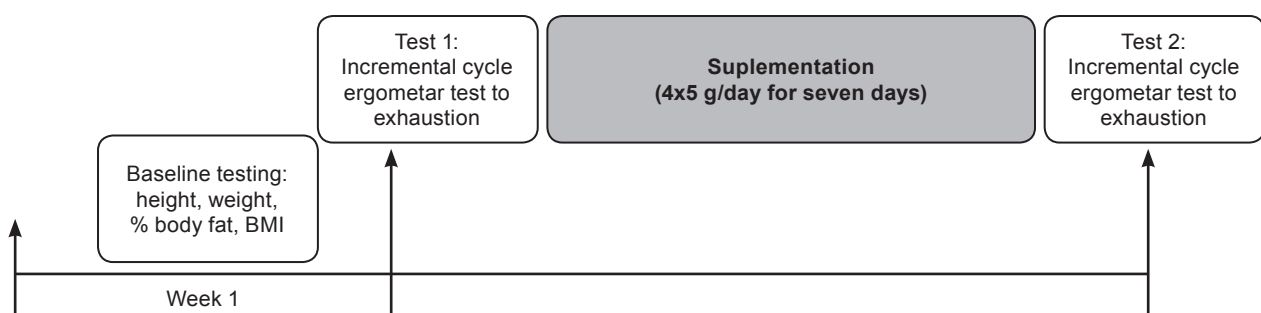 Test 1:
Incremental cycle
ergometar test to
exhaustion
Suplementation
(4x5 g/day for seven days)
Test 2:
Incremental cycle
ergometar test to
exhaustion
Baseline testing:
height, weight,
% body fat, BMI
Week 1